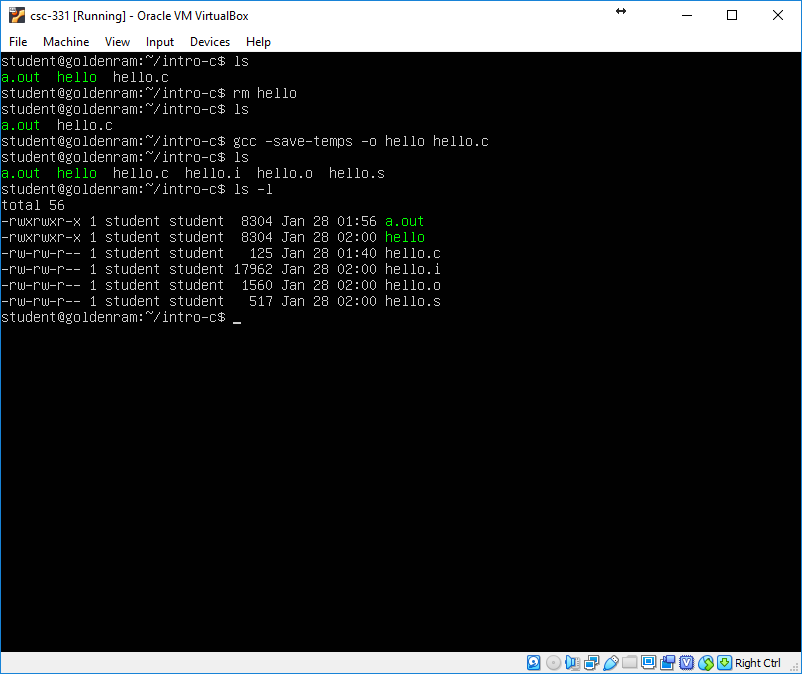 csc-331 [Running] - Oracle VM VirtualBox
File Machine View Input Devices Help
student@goldenram:~/intro-c$ ls
a.out  hello  hello.c
student@goldenram:~/intro-c$ rm hello
student@goldenram:~/intro-c$ ls
a.out  hello.c
student@goldenram:~/intro-c$ gcc -save-temps -o hello hello.c
student@goldenram:~/intro-c$ ls
a.out  hello  hello.c  hello.i  hello.o  hello.s
student@goldenram:~/intro-c$ ls -l
total 56
-rwxrwxr-x 1 student student  8304 Jan 28 01:56 a.out
-rwxrwxr-x 1 student student  8304 Jan 28 02:00 hello
-rw-rw-r-- 1 student student   125 Jan 28 01:40 hello.c
-rw-rw-r-- 1 student student 17962 Jan 28 02:00 hello.i
-rw-rw-r-- 1 student student  1560 Jan 28 02:00 hello.o
-rw-rw-r-- 1 student student   517 Jan 28 02:00 hello.s
student@goldenram:~/intro-c$ _
Right Ctrl